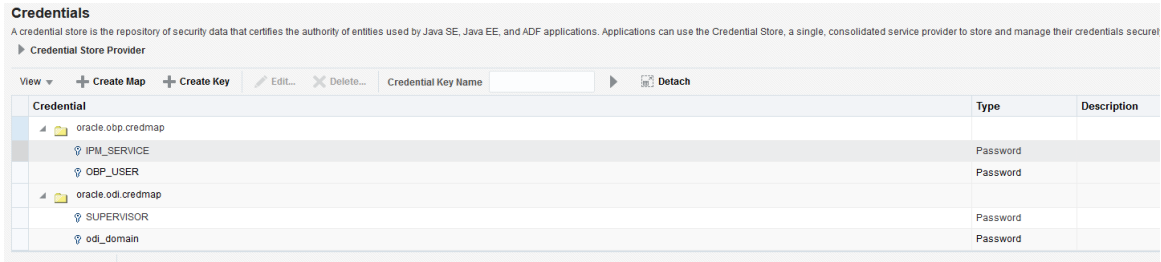 Credentials
A credential store is the repository of security data that certifies the authority of entities used by Java SE, Java EE, and ADF applications. Applications can use the Credential Store, a single, consolidated service provider to store and manage their credentials securely
Credential Store Provider
View Create Map Create Key Edit... Delete... Credential Key Name Detach
Credential Type Description
oracle.obp.credmap
IPM_SERVICE Password
OBP_USER Password
oracle.odi.credmap
SUPERVISOR Password
odi_domain Password